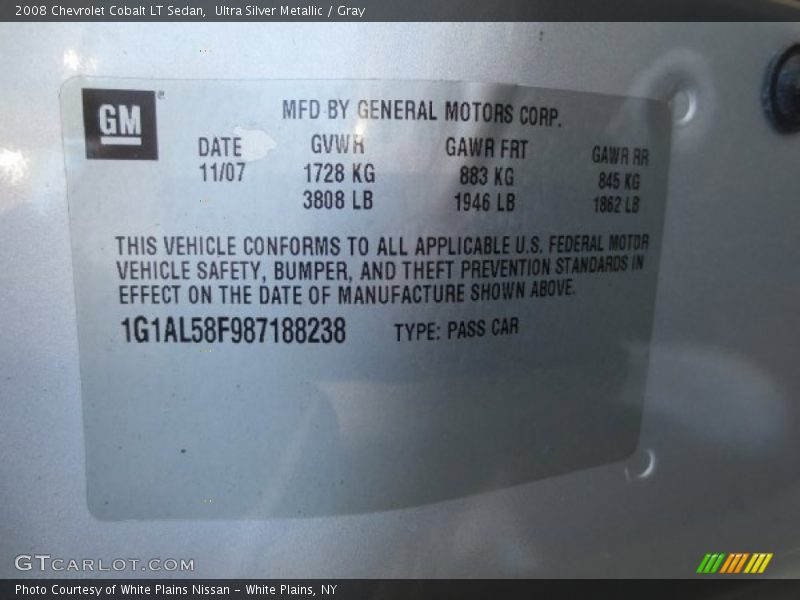 2008 Chevrolet Cobalt LT Sedan,  Ultra Silver Metallic / Gray
GM
MFD BY GENERAL MOTORS CORP.
DATE GVWR GAWR FRT GAWR RR
11/07 1728 KG 883 KG 845 KG
3808 LB 1946 LB 1862 LB
THIS VEHICLE CONFORMS TO ALL APPLICABLE U.S. FEDERAL MOTOR
VEHICLE SAFETY, BUMPER, AND THEFT PREVENTION STANDARDS IN
EFFECT ON THE DATE OF MANUFACTURE SHOWN ABOVE.
1G1AL58F987188238 TYPE: PASS CAR
GTCARLOT.COM
Photo Courtesy of White Plains Nissan - White Plains, NY